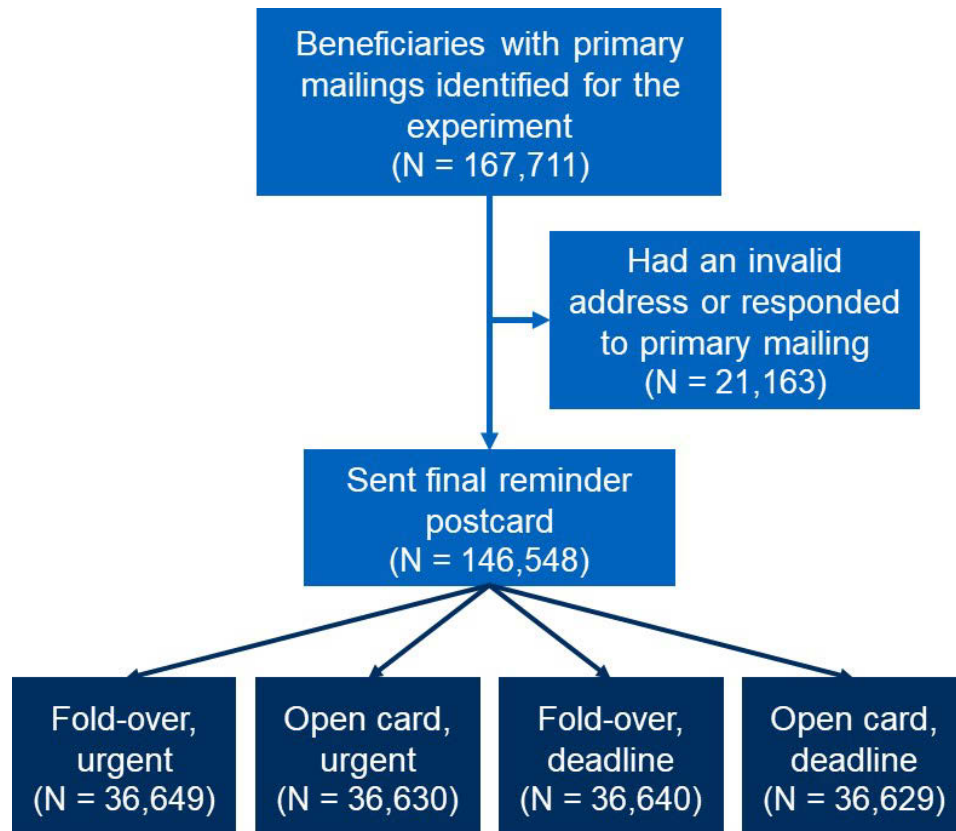 Beneficiaries with primary
mailings identified for the
experiment
(N = 167,711)
Had an invalid
address or responded
to primary mailing
(N = 21,163)
Sent final reminder
postcard
(N = 146,548)
Fold-over,
urgent
(N = 36,649)
Open card,
urgent
(N = 36,630)
Fold-over,
deadline
(N = 36,640)
Open card,
deadline
(N = 36,629)